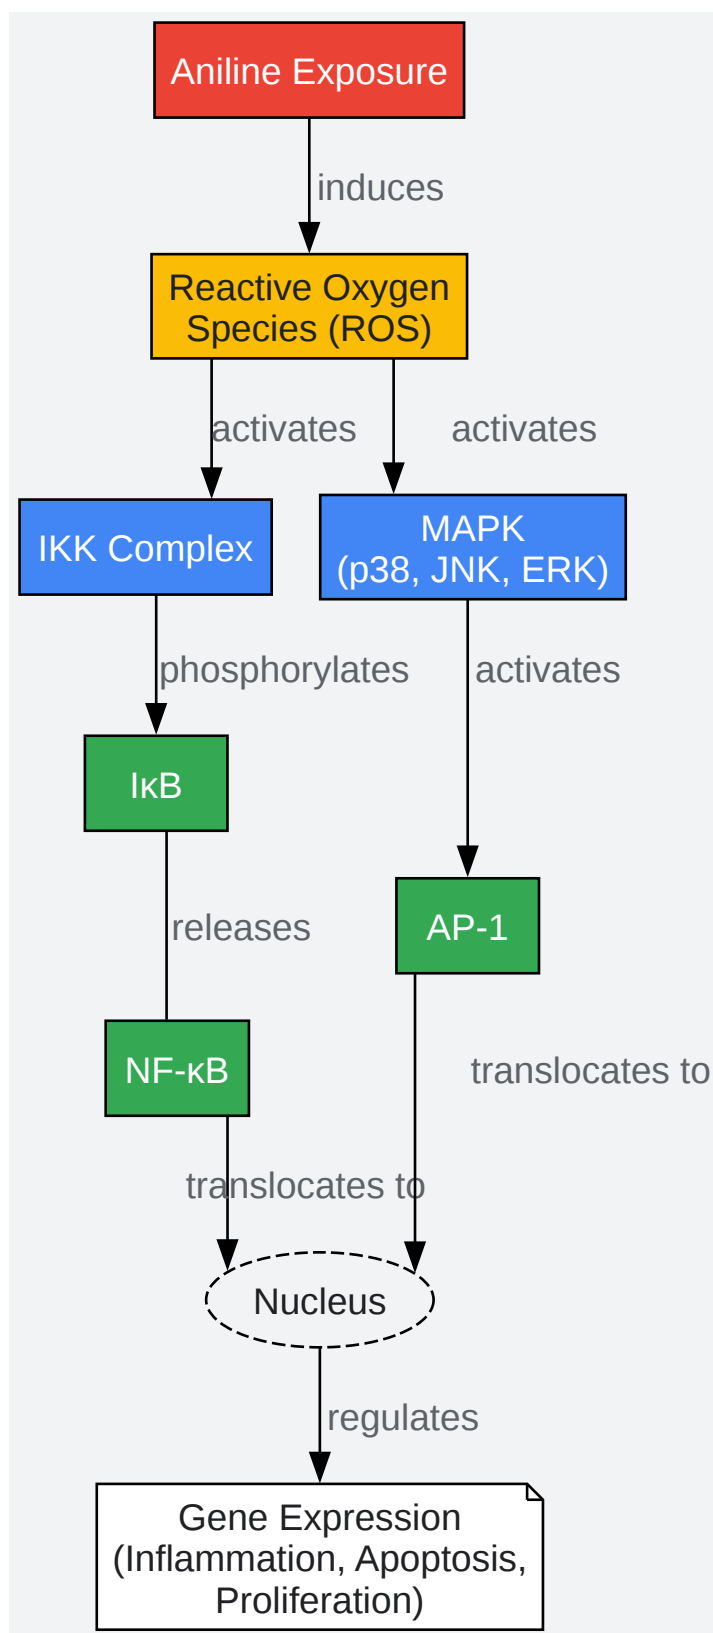 Aniline Exposure
induces
Reactive Oxygen
Species (ROS)
activates
activates
IKK Complex
MAPK
(p38, JNK, ERK)
phosphorylates
activates
IκB
releases
AP-1
NF-κB
translocates to
translocates to
Nucleus
regulates
Gene Expression
(Inflammation, Apoptosis,
Proliferation)